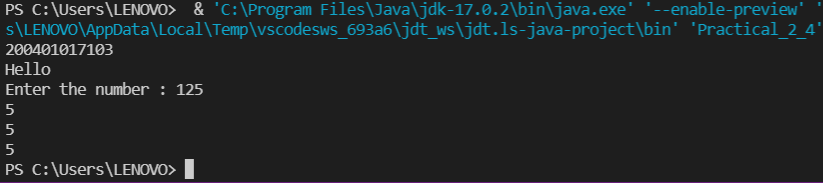 PS C:\Users\LENOVO>  & 'C:\Program Files\Java\jdk-17.0.2\bin\java.exe' '--enable-preview' '
s\LENOVO\AppData\Local\Temp\vscodesws_693a6\jdt_ws\jdt.ls-java-project\bin' 'Practical_2_4'
200401017103
Hello
Enter the number : 125
5
5
5
PS C:\Users\LENOVO>